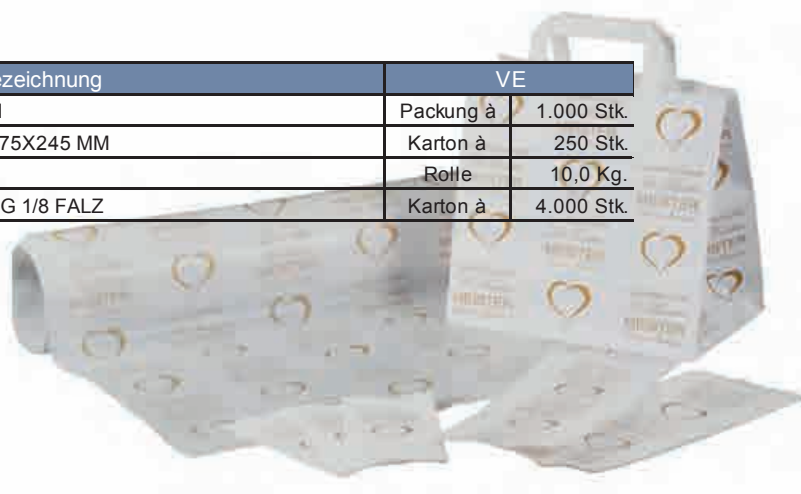 ezeichnung VE
Packung à 1.000 Stk.
75X245 MM Karton à 250 Stk.
Rolle 10,0 Kg.
G 1/8 FALZ Karton à 4.000 Stk.